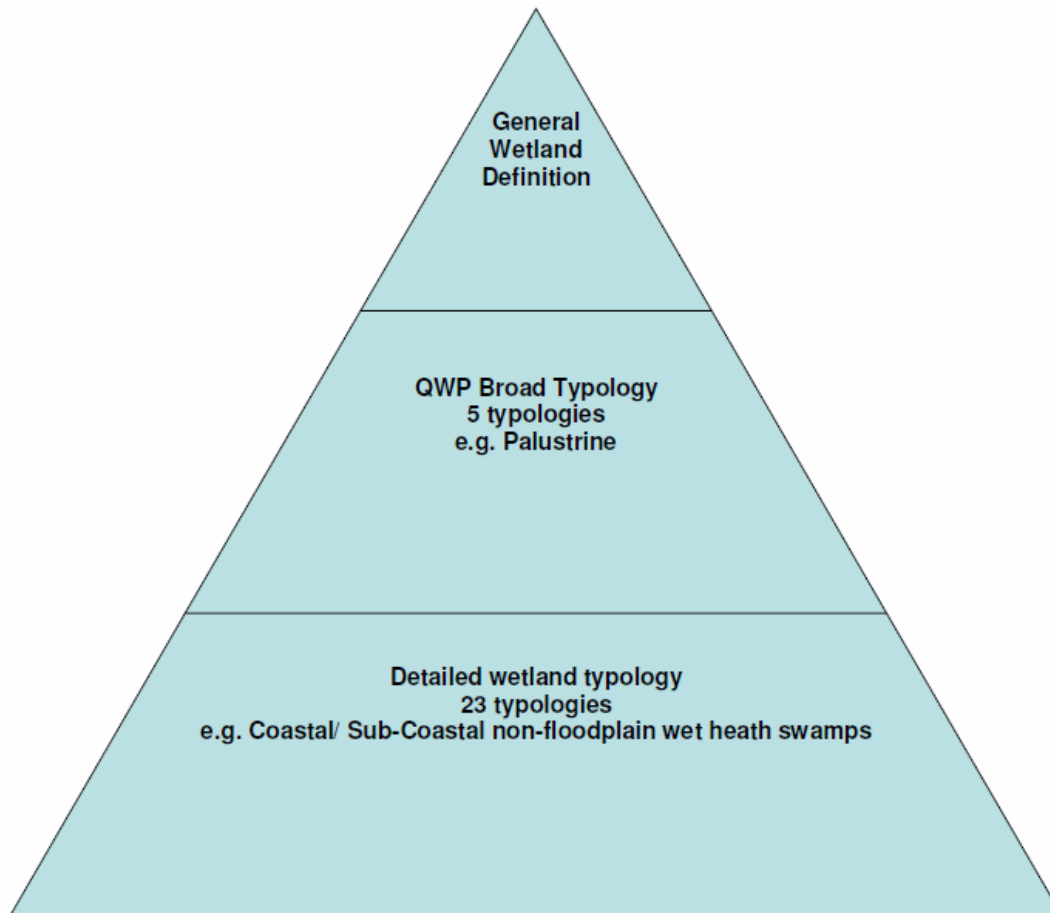 General
Wetland
Definition
QWP Broad Typology
5 typologies
e.g. Palustrine
Detailed wetland typology
23 typologies
e.g. Coastal/ Sub-Coastal non-floodplain wet heath swamps